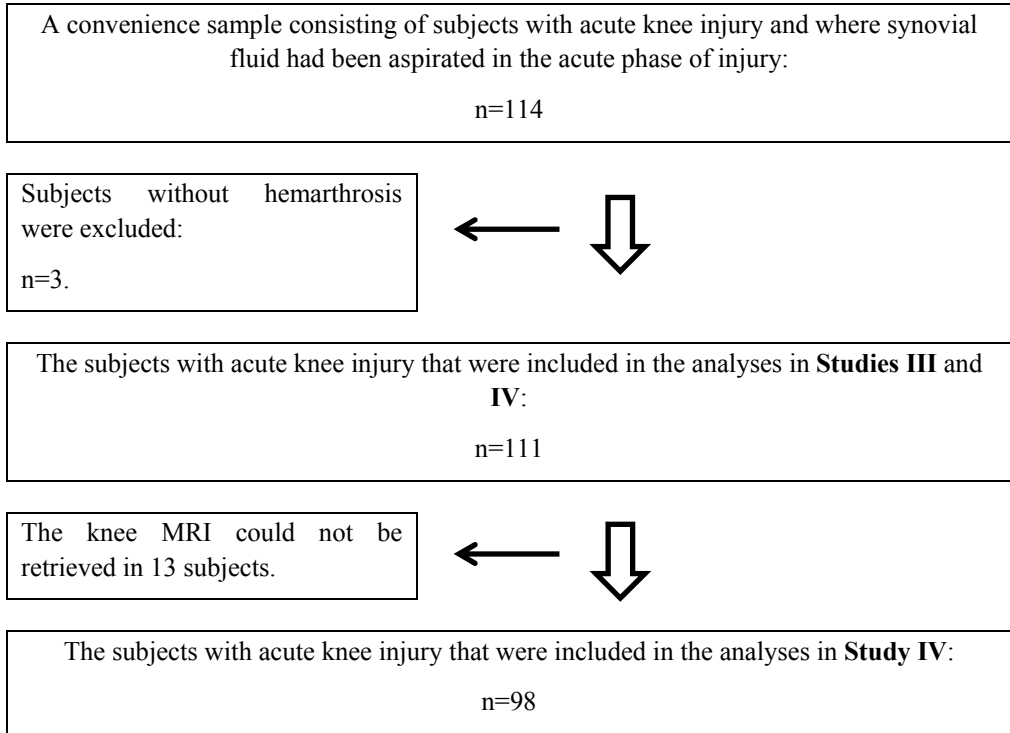 A convenience sample consisting of subjects with acute knee injury and where synovial
fluid had been aspirated in the acute phase of injury:
n=114
Subjects without hemarthrosis
were excluded:
n=3.
The subjects with acute knee injury that were included in the analyses in Studies III and
IV:
n=111
The knee MRI could not be
retrieved in 13 subjects.
The subjects with acute knee injury that were included in the analyses in Study IV:
n=98